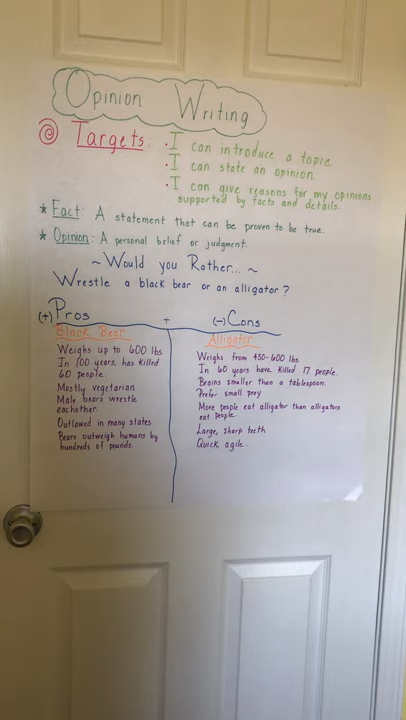 Opinion Writing
Targets: • I can introduce a topic.
• I can state an opinion.
• I can give reasons for my opinions
supported by facts and details.
★ Fact: A statement that can be proven to be true.
★ Opinion: A personal belief or judgment.
~Would you Rather... ~
Wrestle a black bear or an alligator?
(+) Pros + (-) Cons
Black Bear
Weighs up to 600 lbs.
In 100 years, has killed
60 people.
Mostly vegetarian
Male bears wrestle
eachother.
Outlawed in many states.
Bears outweigh humans by
hundreds of pounds.
Alligator
Weighs from 450-600 lbs.
In 60 years have killed 17 people.
Brains smaller than a tablespoon.
Prefer small prey
More people eat alligator than alligators
eat people.
Large, sharp teeth
Quick, agile.